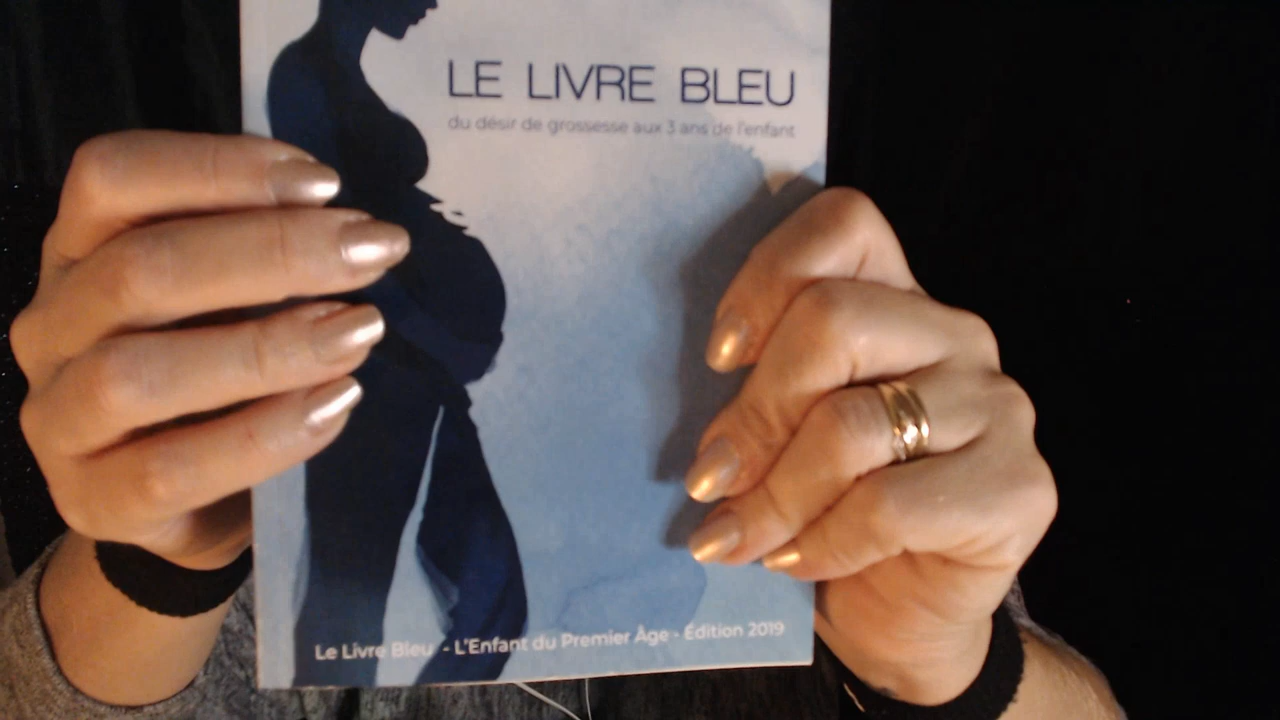 LE LIVRE BLEU
du désir de grossesse aux 3 ans de l'enfant
Le Livre Bleu - L'Enfant du Premier Âge - Édition 2019